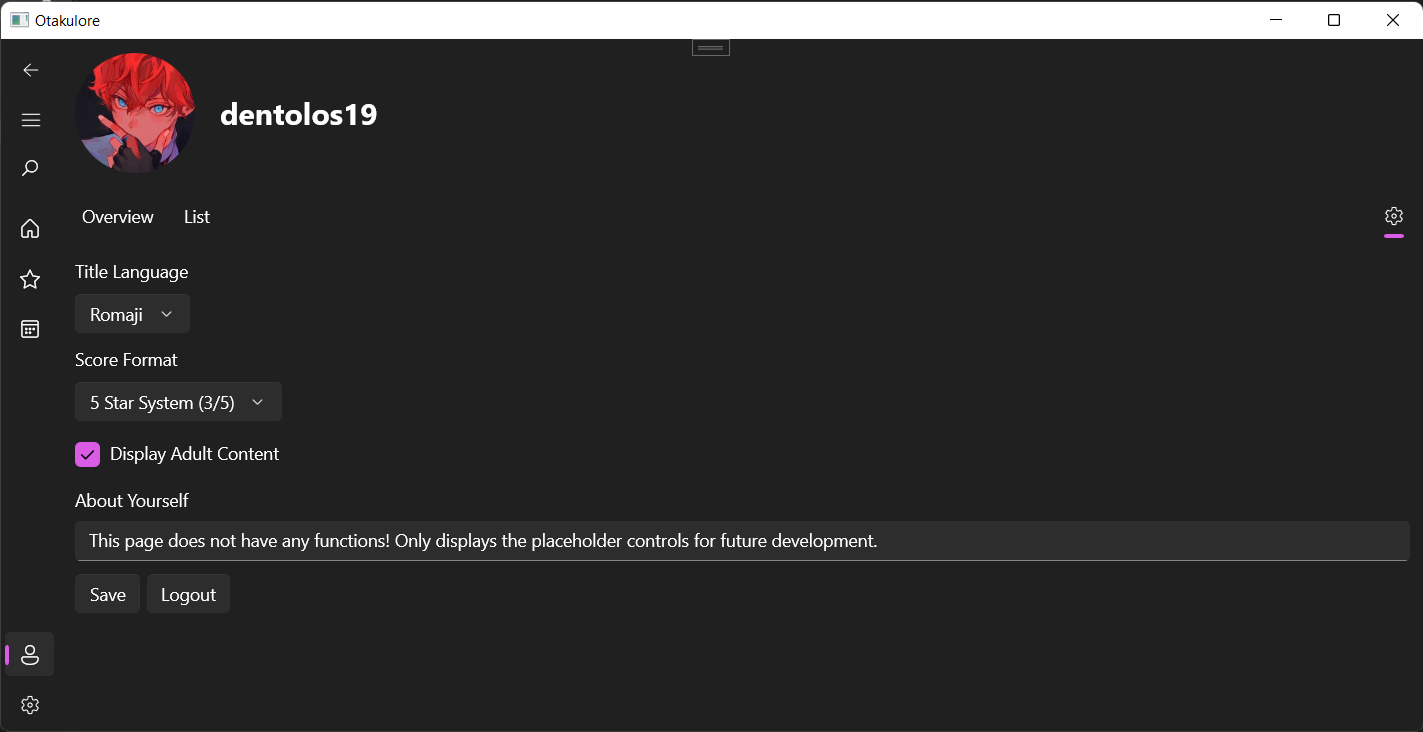 Otakulore
dentolos19
Overview List
Title Language
Romaji
Score Format
5 Star System (3/5)
Display Adult Content
About Yourself
This page does not have any functions! Only displays the placeholder controls for future development.
Save Logout